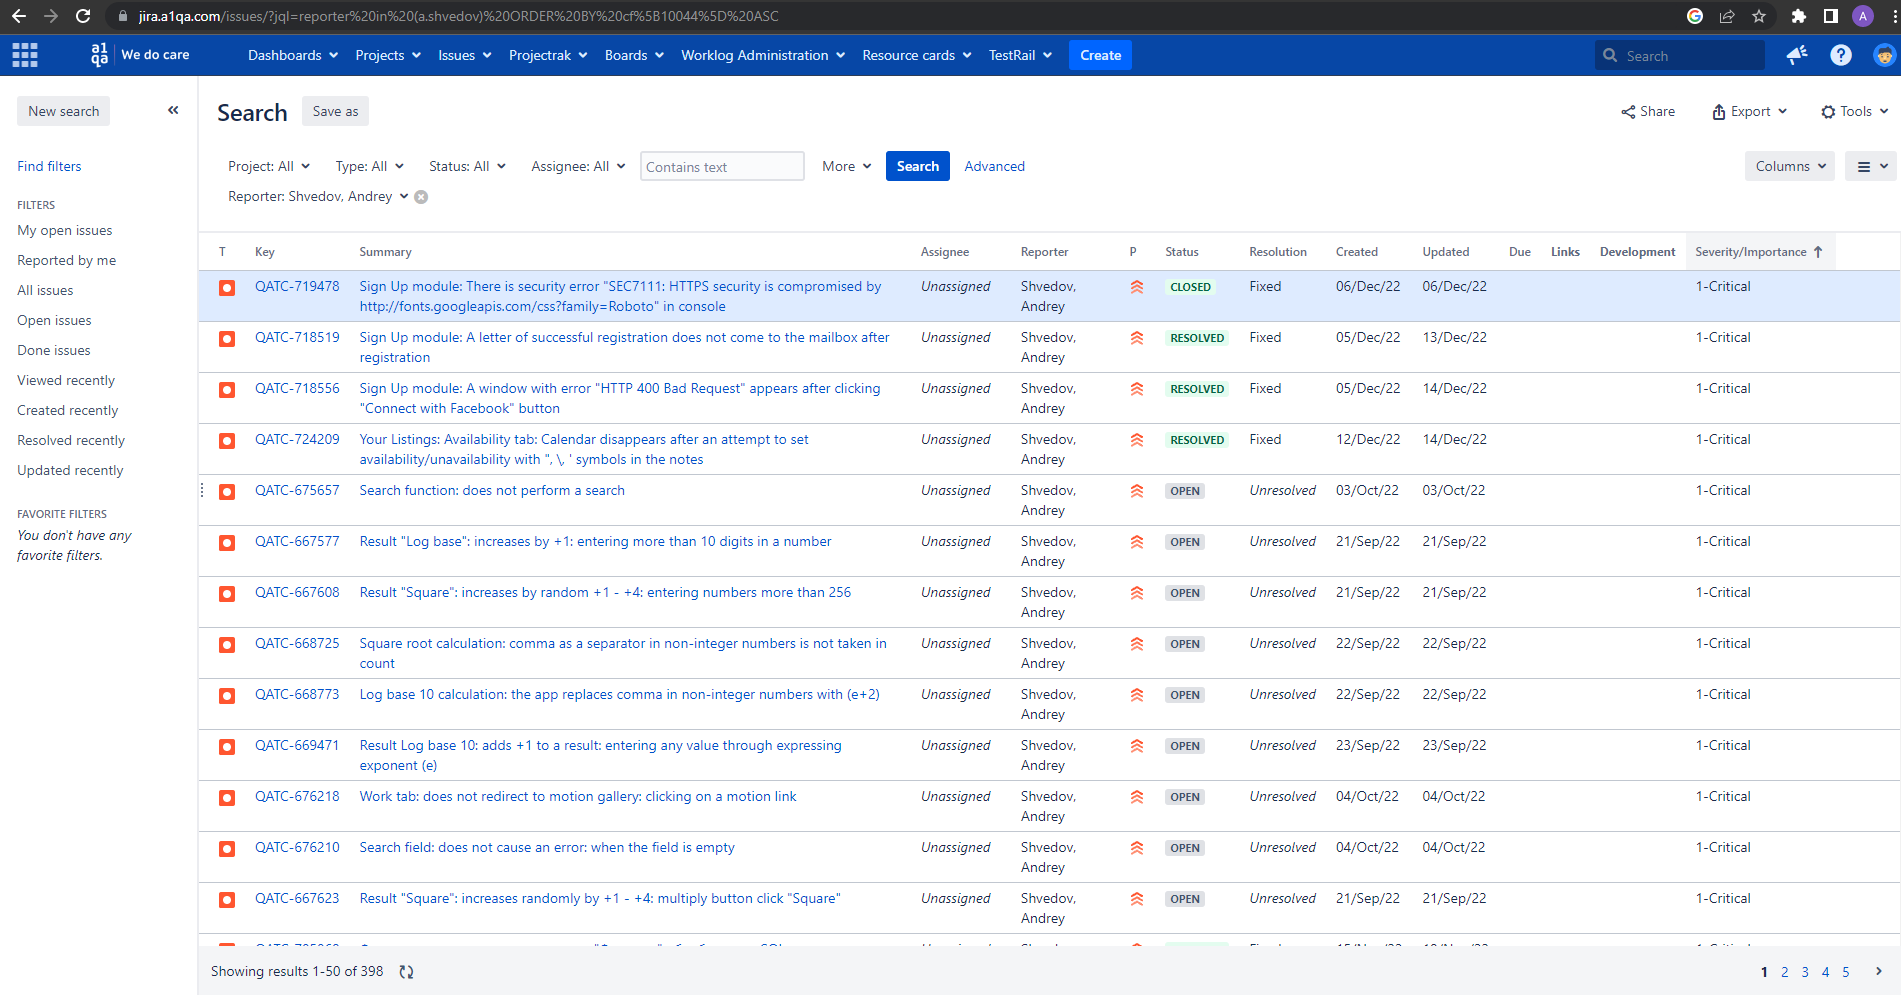 jira.a1qa.com/issues/?jql=reporter%20in%20(a.shvedov)%20ORDER%20BY%20cf%5B10044%5D%20ASC
G A
a1 qa We do care Dashboards Projects Issues Projectrak Boards Worklog Administration Resource cards TestRail Create Search ?
New search « Search Save as Share Export Tools
Find filters Project: All Type: All Status: All Assignee: All Contains text More Search Advanced Columns
Reporter: Shvedov, Andrey
FILTERS
My open issues
Reported by me
All issues
Open issues
Done issues
Viewed recently
Created recently
Resolved recently
Updated recently
FAVORITE FILTERS
You don't have any
favorite filters.
T Key Summary Assignee Reporter P Status Resolution Created Updated Due Links Development Severity/Importance ↑
QATC-719478 Sign Up module: There is security error "SEC7111: HTTPS security is compromised by Unassigned Shvedov, CLOSED Fixed 06/Dec/22 06/Dec/22 1-Critical
http://fonts.googleapis.com/css?family=Roboto" in console Andrey
QATC-718519 Sign Up module: A letter of successful registration does not come to the mailbox after Unassigned Shvedov, RESOLVED Fixed 05/Dec/22 13/Dec/22 1-Critical
registration Andrey
QATC-718556 Sign Up module: A window with error "HTTP 400 Bad Request" appears after clicking Unassigned Shvedov, RESOLVED Fixed 05/Dec/22 14/Dec/22 1-Critical
"Connect with Facebook" button Andrey
QATC-724209 Your Listings: Availability tab: Calendar disappears after an attempt to set Unassigned Shvedov, RESOLVED Fixed 12/Dec/22 14/Dec/22 1-Critical
availability/unavailability with ", \, ' symbols in the notes Andrey
QATC-675657 Search function: does not perform a search Unassigned Shvedov, OPEN Unresolved 03/Oct/22 03/Oct/22 1-Critical
Andrey
QATC-667577 Result "Log base": increases by +1: entering more than 10 digits in a number Unassigned Shvedov, OPEN Unresolved 21/Sep/22 21/Sep/22 1-Critical
Andrey
QATC-667608 Result "Square": increases by random +1 - +4: entering numbers more than 256 Unassigned Shvedov, OPEN Unresolved 21/Sep/22 21/Sep/22 1-Critical
Andrey
QATC-668725 Square root calculation: comma as a separator in non-integer numbers is not taken in Unassigned Shvedov, OPEN Unresolved 22/Sep/22 22/Sep/22 1-Critical
count Andrey
QATC-668773 Log base 10 calculation: the app replaces comma in non-integer numbers with (e+2) Unassigned Shvedov, OPEN Unresolved 22/Sep/22 22/Sep/22 1-Critical
Andrey
QATC-669471 Result Log base 10: adds +1 to a result: entering any value through expressing Unassigned Shvedov, OPEN Unresolved 23/Sep/22 23/Sep/22 1-Critical
exponent (e) Andrey
QATC-676218 Work tab: does not redirect to motion gallery: clicking on a motion link Unassigned Shvedov, OPEN Unresolved 04/Oct/22 04/Oct/22 1-Critical
Andrey
QATC-676210 Search field: does not cause an error: when the field is empty Unassigned Shvedov, OPEN Unresolved 04/Oct/22 04/Oct/22 1-Critical
Andrey
QATC-667623 Result "Square": increases randomly by +1 - +4: multiply button click "Square" Unassigned Shvedov, OPEN Unresolved 21/Sep/22 21/Sep/22 1-Critical
Andrey
Showing results 1-50 of 398 1 2 3 4 5